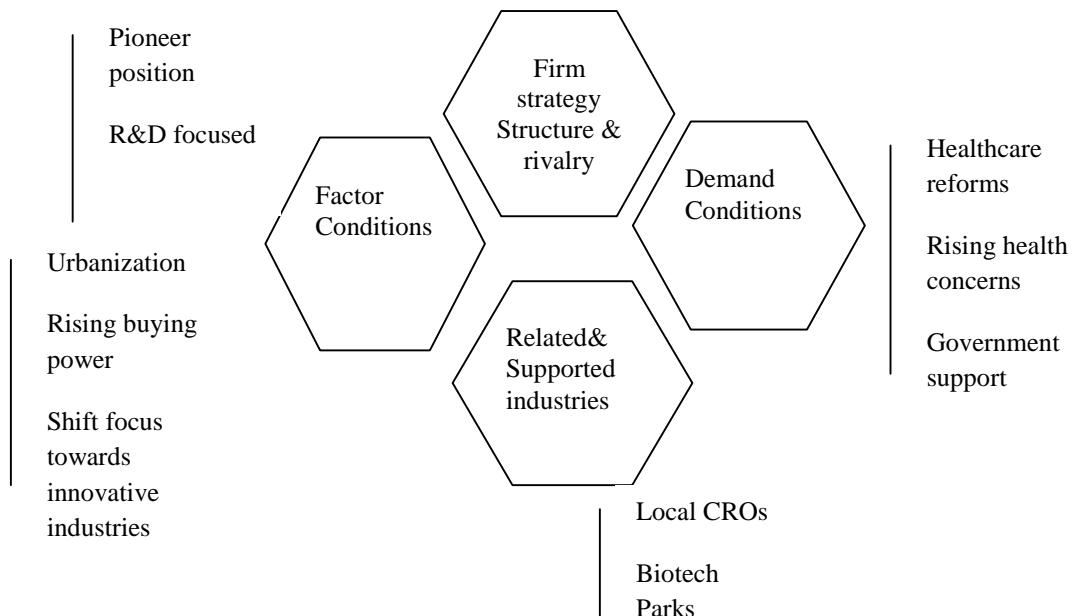 Pioneer
position
R&D focused
Firm
strategy
Structure &
rivalry
Factor
Conditions
Demand
Conditions
Healthcare
reforms
Rising health
concerns
Government
support
Urbanization
Rising buying
power
Shift focus
towards
innovative
industries
Related&
Supported
industries
Local CROs
Biotech
Parks